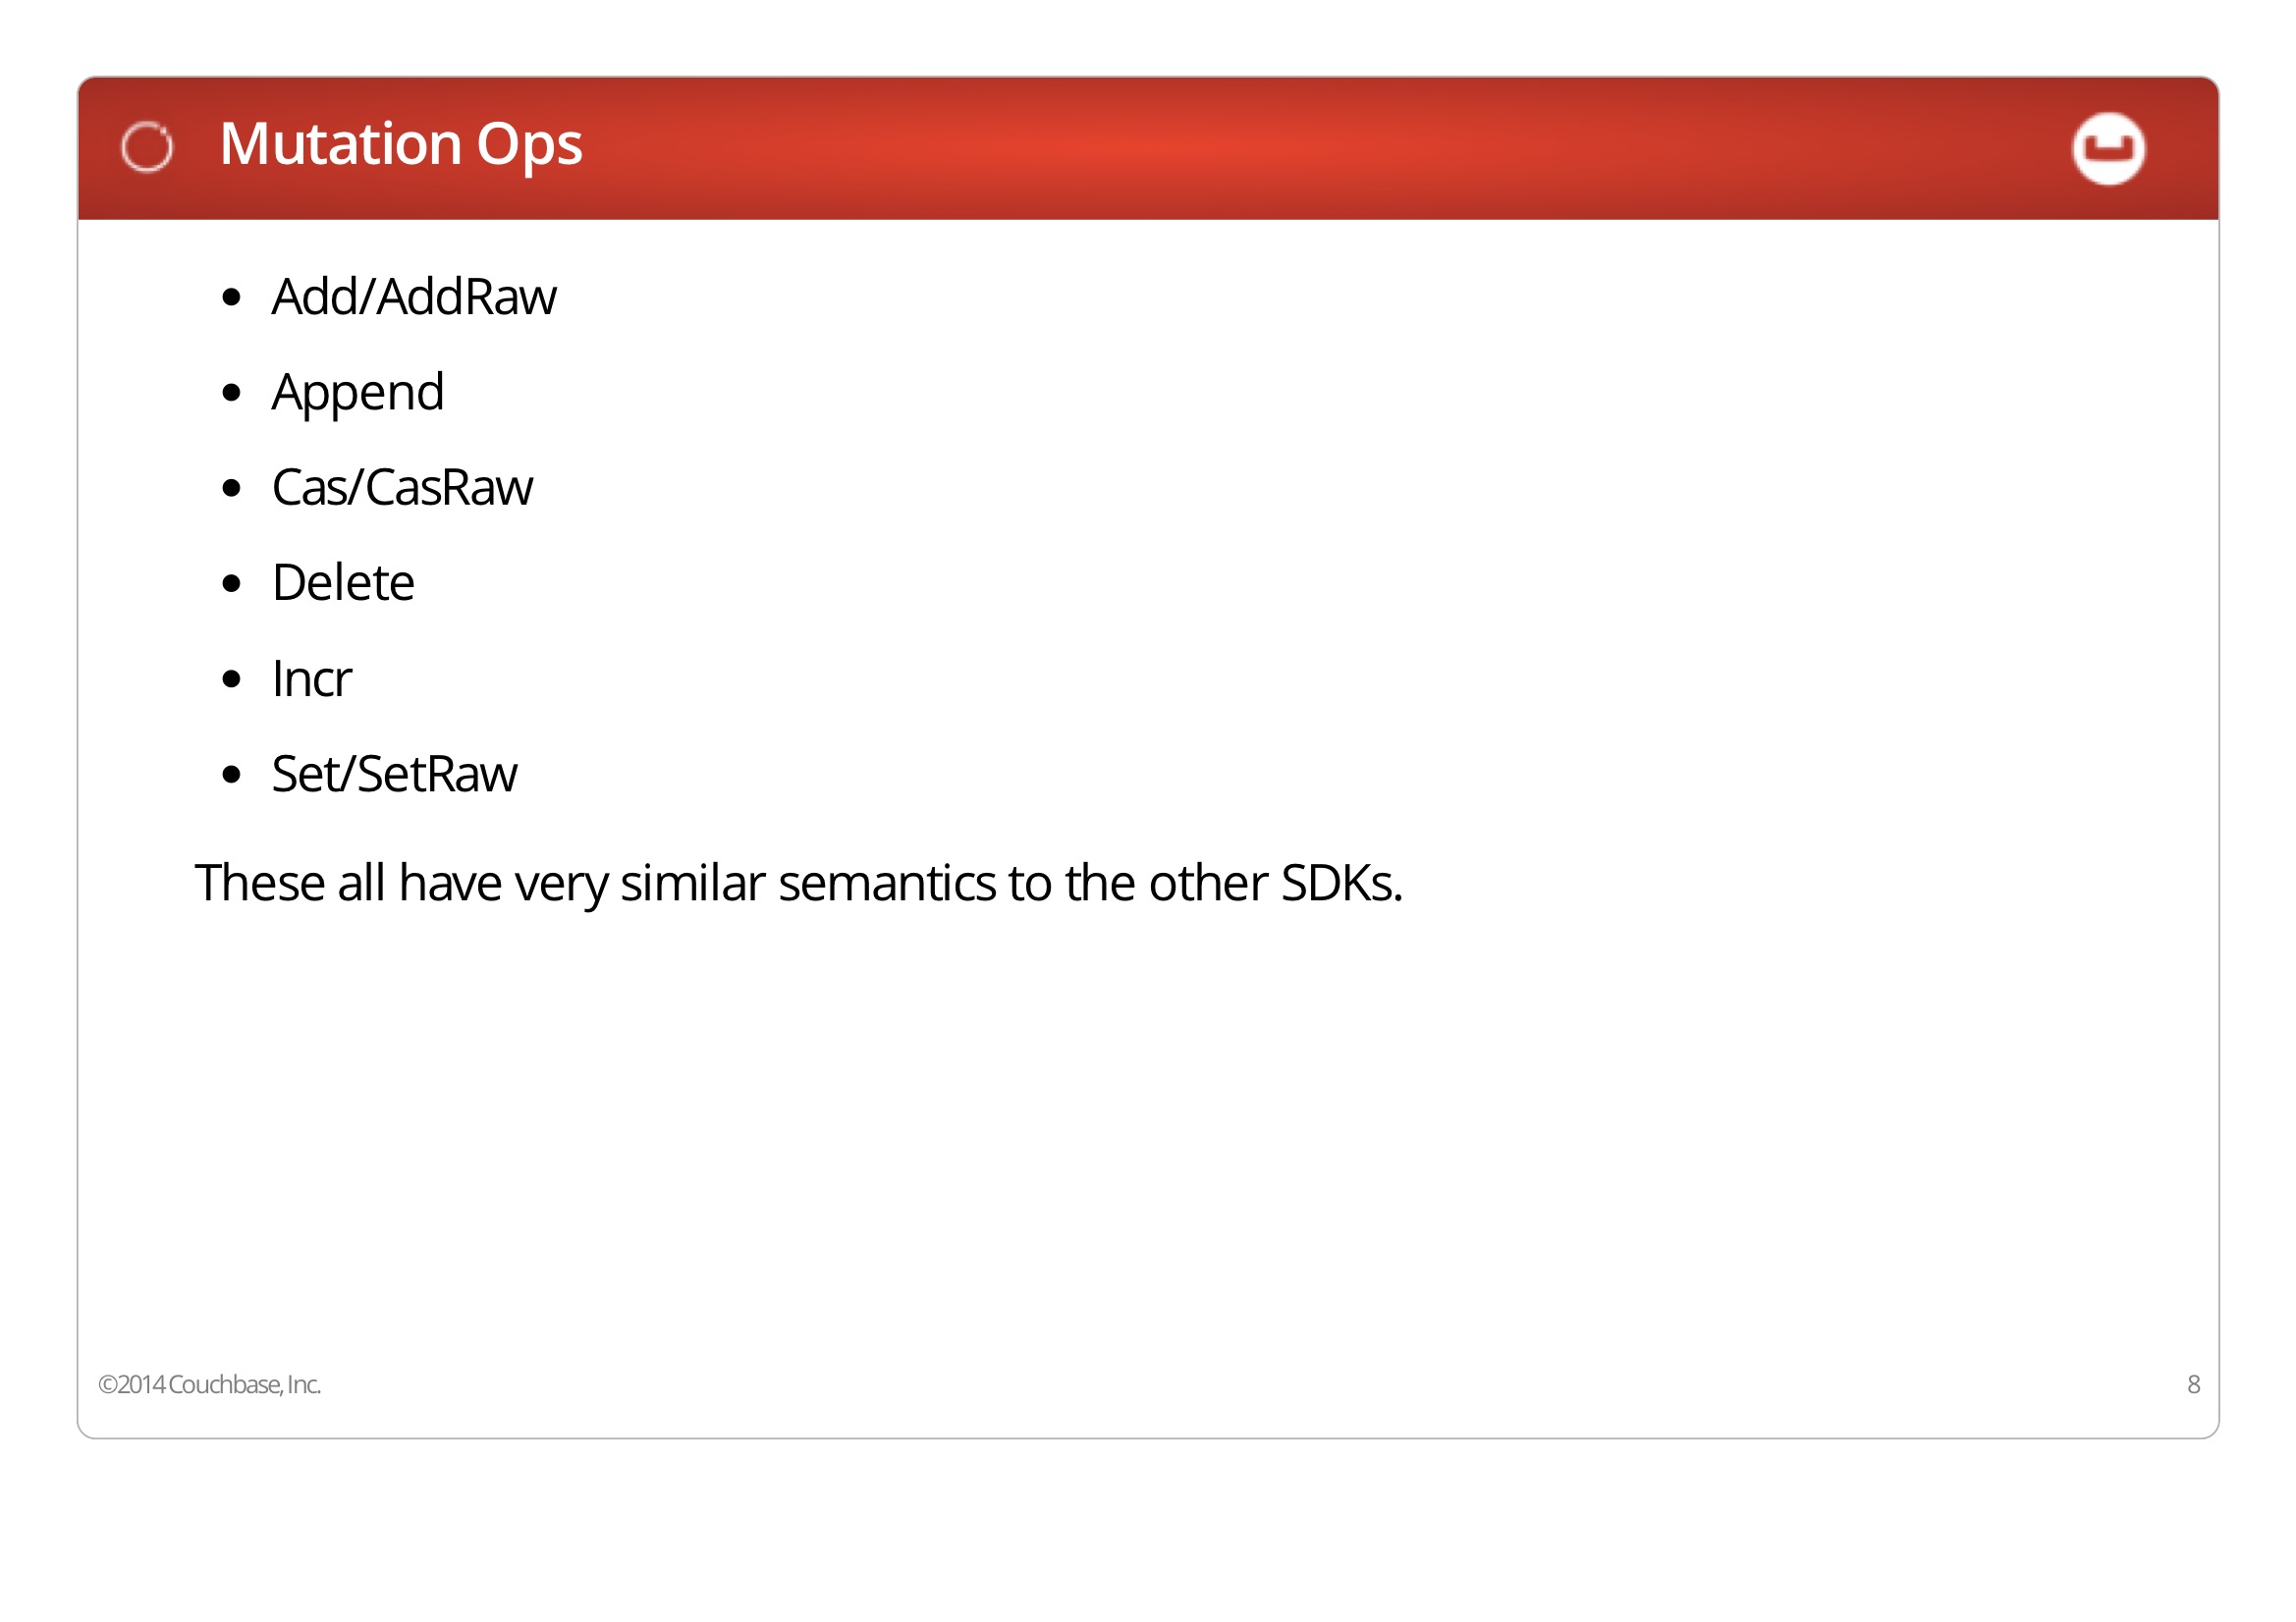 Mutation Ops
• Add/AddRaw
• Append
• Cas/CasRaw
• Delete
• Incr
• Set/SetRaw
These all have very similar semantics to the other SDKs.
©2014 Couchbase, Inc.
8